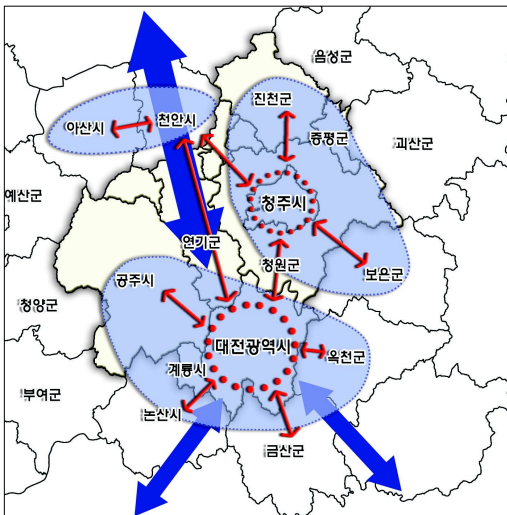 음성군
진천군
아산시
천안시
증평군
괴산군
예산군
청주시
연기군
청원군
보은군
공주시
청양군
대전광역시
옥천군
계룡시
부여군
논산시
금산군